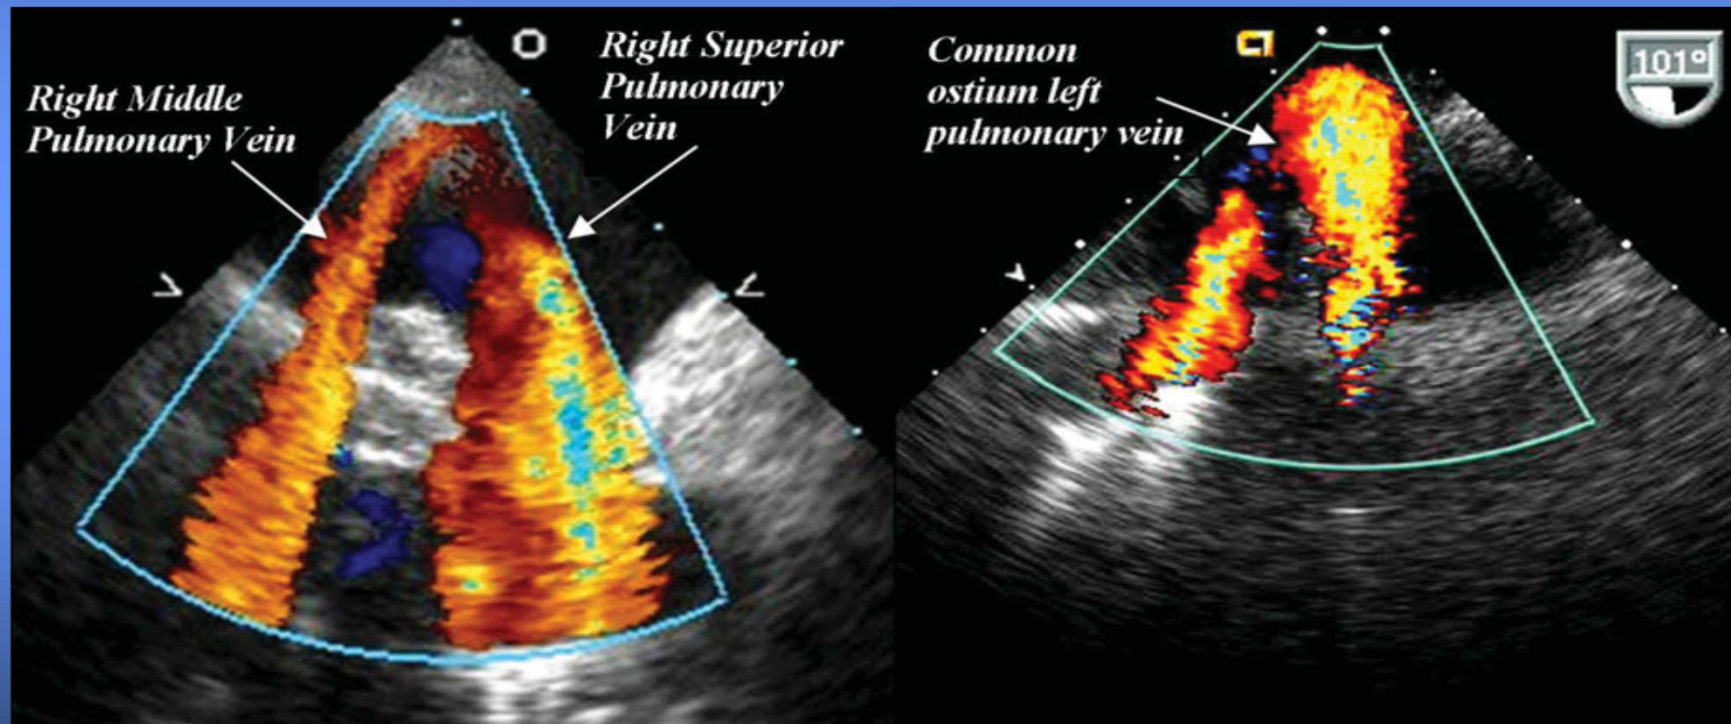 Right Middle
Pulmonary Vein
Right Superior
Pulmonary
Vein
Common
ostium left
pulmonary vein
101°